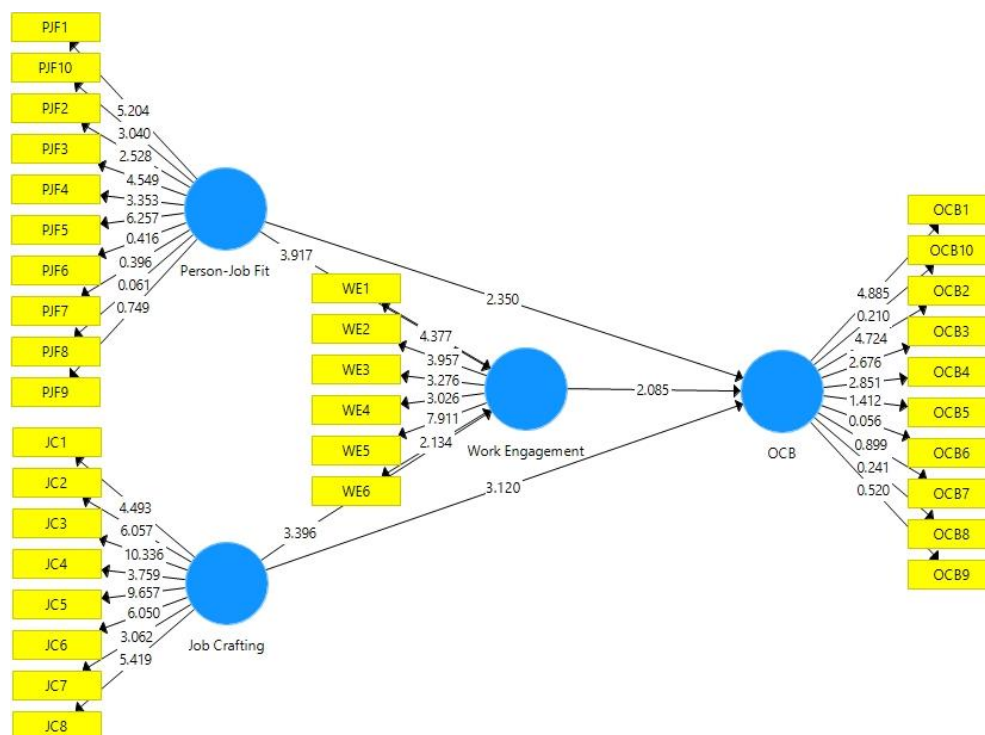 PJF1
PJF10
PJF2
PJF3
PJF4
PJF5
PJF6
PJF7
PJF8
PJF9
5.204
3.040
2.528
4.549
3.353
6.257
0.416
0.396
0.061
0.749
Person-Job Fit
3.917
2.350
WE1
WE2
WE3
WE4
WE5
WE6
4.377
3.957
3.276
3.026
7.911
2.134
Work Engagement
2.085
JC1
JC2
JC3
JC4
JC5
JC6
JC7
JC8
4.493
6.057
10.336
3.759
9.657
6.050
3.062
5.419
Job Crafting
3.396
3.120
OCB
4.885
0.210
4.724
2.676
2.851
1.412
0.056
0.899
0.241
0.520
OCB1
OCB10
OCB2
OCB3
OCB4
OCB5
OCB6
OCB7
OCB8
OCB9